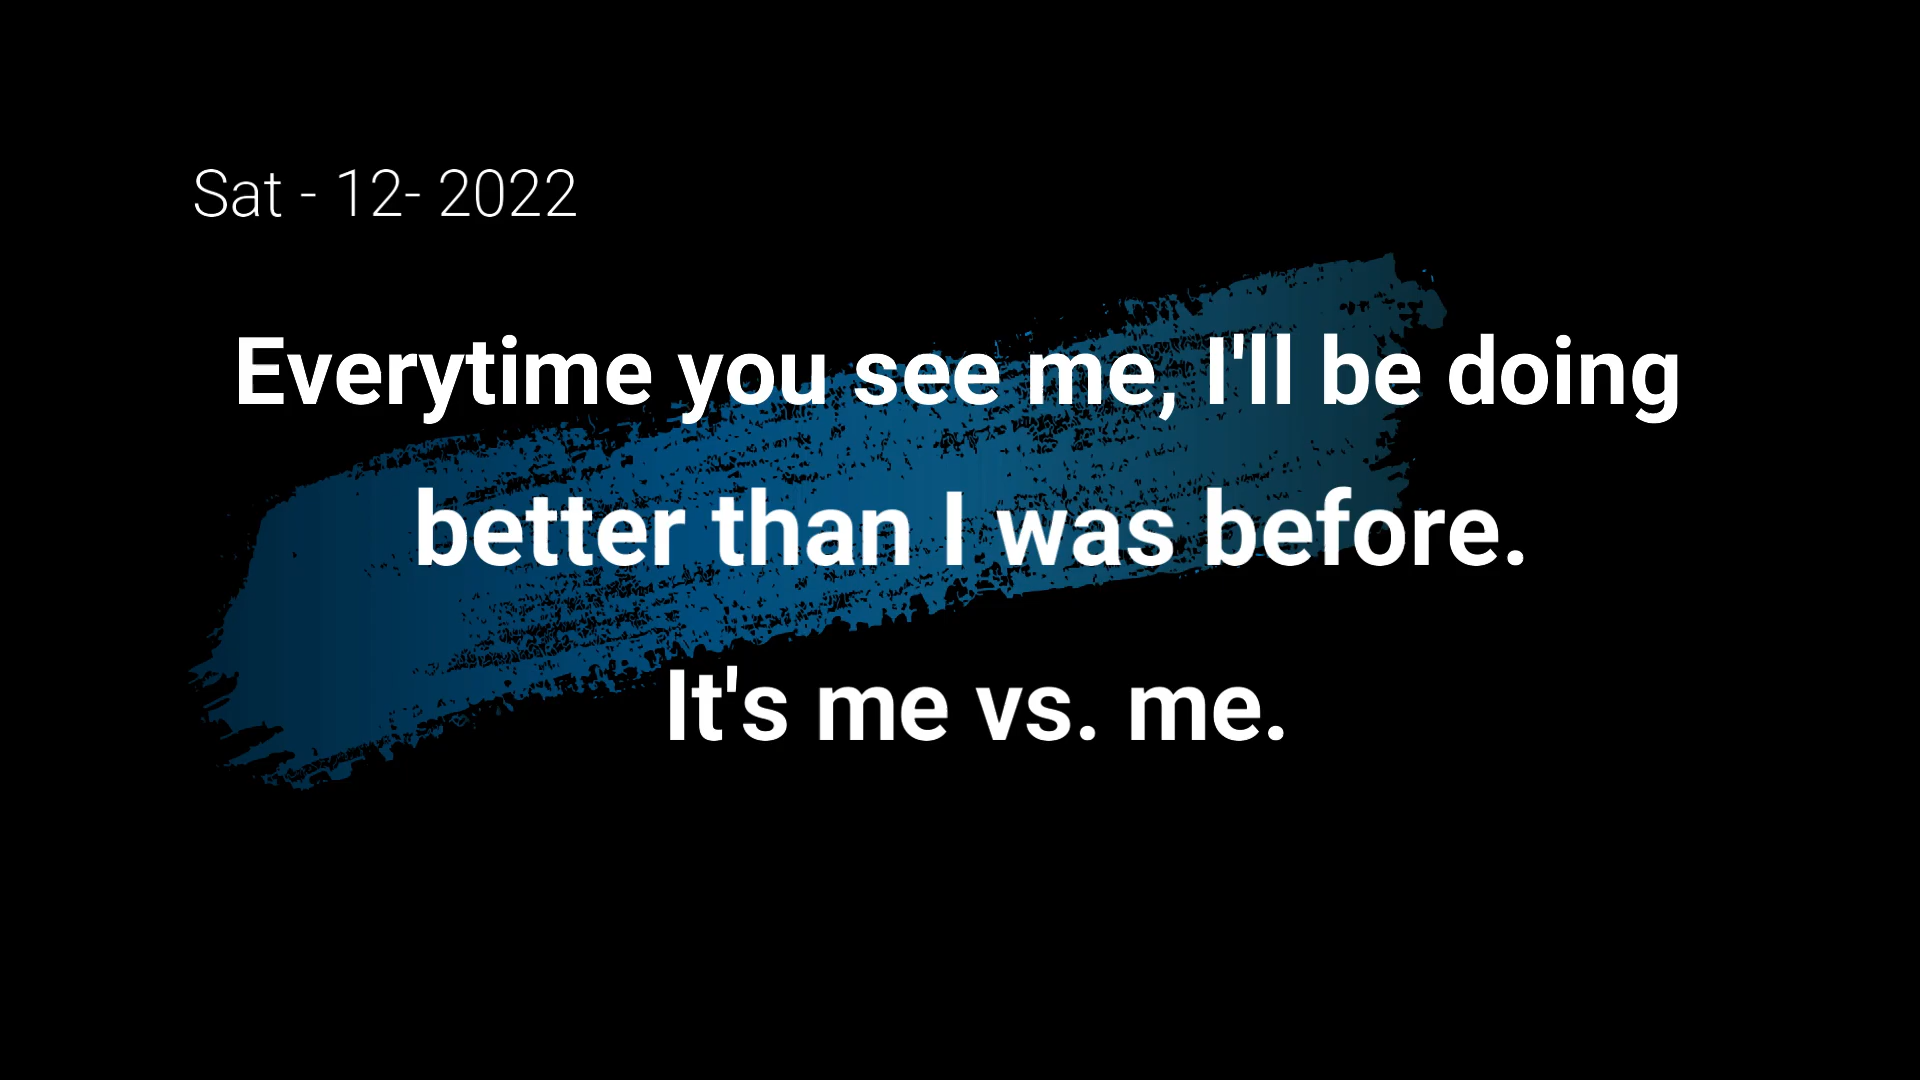 Sat - 12- 2022
Everytime you see me, I'll be doing
better than I was before.
It's me vs. me.